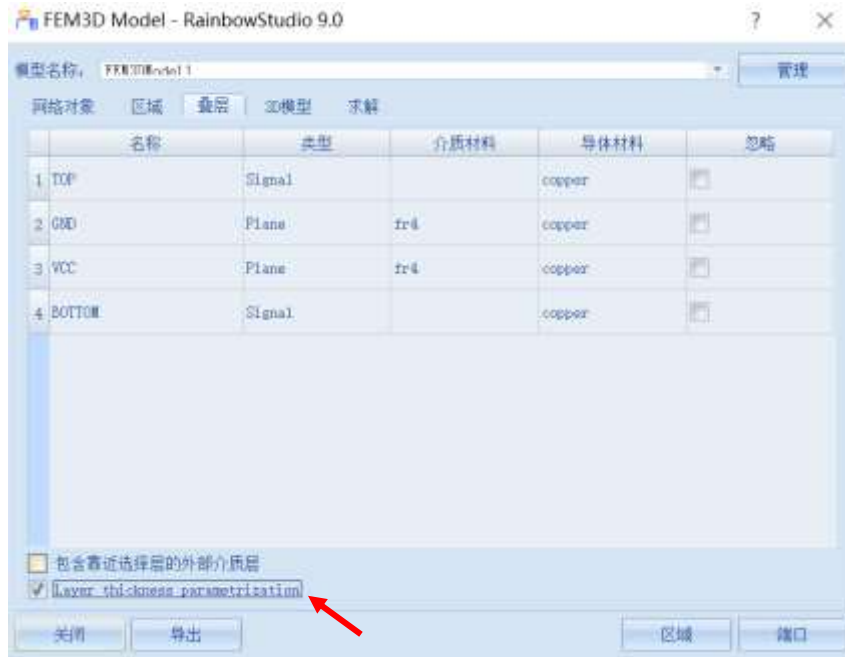 FEM3D Model - RainbowStudio 9.0 ? ×
模型名称: FEM3DModel1 管理
网络对象 区域 叠层 3D模型 求解
名称 类型 介质材料 导体材料 忽略
1 TOP Signal copper
2 GND Plane fr4 copper
3 VCC Plane fr4 copper
4 BOTTOM Signal copper
包含靠近选择层的外部介质层
Layer thickness parametrization
关闭 导出 区域 端口